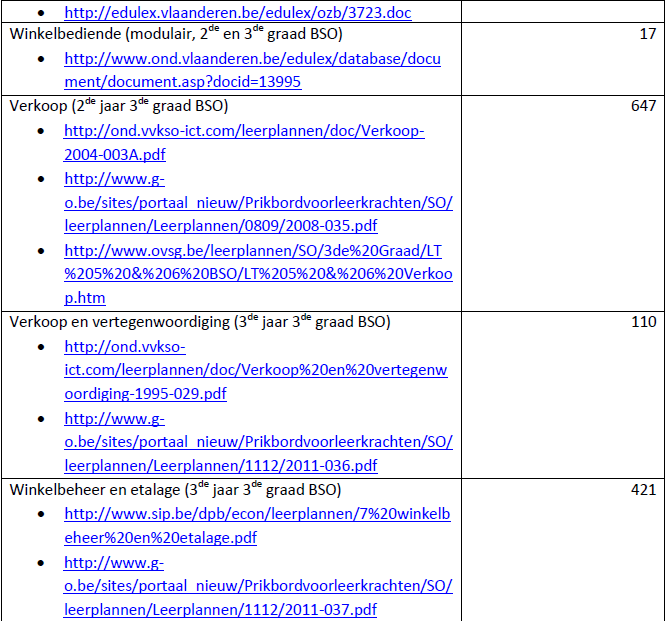 • http://edulex.vlaanderen.be/edulex/ozb/3723.doc
Winkelbediende (modulair, 2de en 3de graad BSO) 17
• http://www.ond.vlaanderen.be/edulex/database/docu
ment/document.asp?docid=13995
Verkoop (2de jaar 3de graad BSO) 647
• http://ond.vvkso-ict.com/leerplannen/doc/Verkoop-
2004-003A.pdf
• http://www.g-
o.be/sites/portaal_nieuw/Prikbordvoorleerkrachten/SO/
leerplannen/Leerplannen/0809/2008-035.pdf
• http://www.ovsg.be/leerplannen/SO/3de%20Graad/LT
%205%20&%206%20BSO/LT%205%20&%206%20Verkoo
p.htm
Verkoop en vertegenwoordiging (3de jaar 3de graad BSO) 110
• http://ond.vvkso-
ict.com/leerplannen/doc/Verkoop%20en%20vertegenw
oordiging-1995-029.pdf
• http://www.g-
o.be/sites/portaal_nieuw/Prikbordvoorleerkrachten/SO/
leerplannen/Leerplannen/1112/2011-036.pdf
Winkelbeheer en etalage (3de jaar 3de graad BSO) 421
• http://www.sip.be/dpb/econ/leerplannen/7%20winkelb
eheer%20en%20etalage.pdf
• http://www.g-
o.be/sites/portaal_nieuw/Prikbordvoorleerkrachten/SO/
leerplannen/Leerplannen/1112/2011-037.pdf